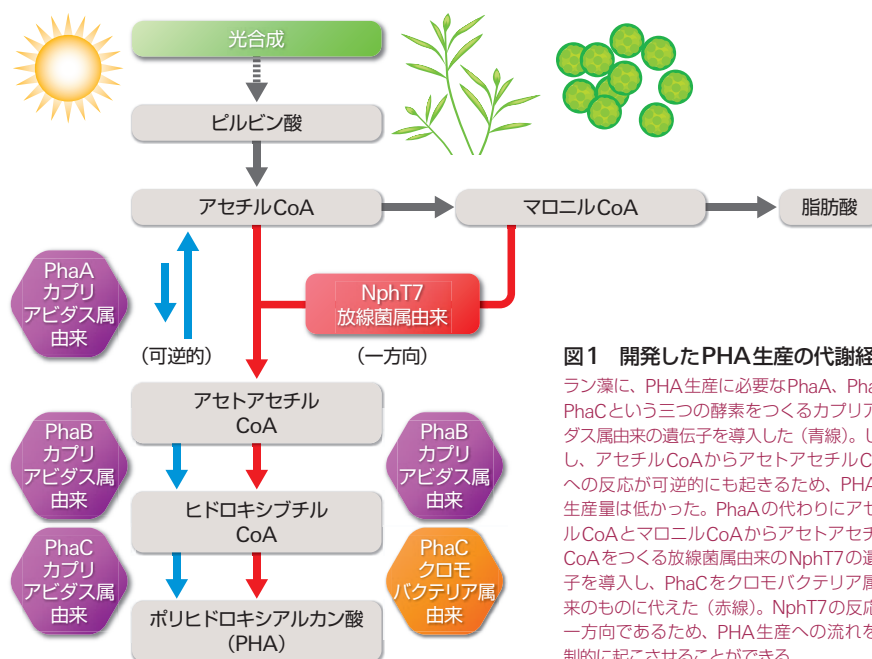 光合成
ピルビン酸
アセチルCoA
マロニルCoA
脂肪酸
PhaA
カプリ
アビダス属
由来
NphT7
放線菌属由来
(可逆的)
(一方向)
アセトアセチル
CoA
PhaB
カプリ
アビダス属
由来
PhaB
カプリ
アビダス属
由来
ヒドロキシブチル
CoA
PhaC
カプリ
アビダス属
由来
PhaC
クロモ
バクテリア属
由来
ポリヒドロキシアルカン酸
(PHA)
図1 開発したPHA生産の代謝経
ラン藻に、PHA生産に必要なPhaA、Pha
PhaCという三つの酵素をつくるカプリア
ダス属由来の遺伝子を導入した(青線)。し
し、アセチルCoAからアセトアセチルC
への反応が可逆的にも起きるため、PHA
生産量は低かった。PhaAの代わりにアセ
ルCoAとマロニルCoAからアセトアセチ
CoAをつくる放線菌属由来のNphT7の遺
子を導入し、PhaCをクロモバクテリア属
来のものに代えた(赤線)。NphT7の反応
一方向であるため、PHA生産への流れを
制的に起こさせることができる。